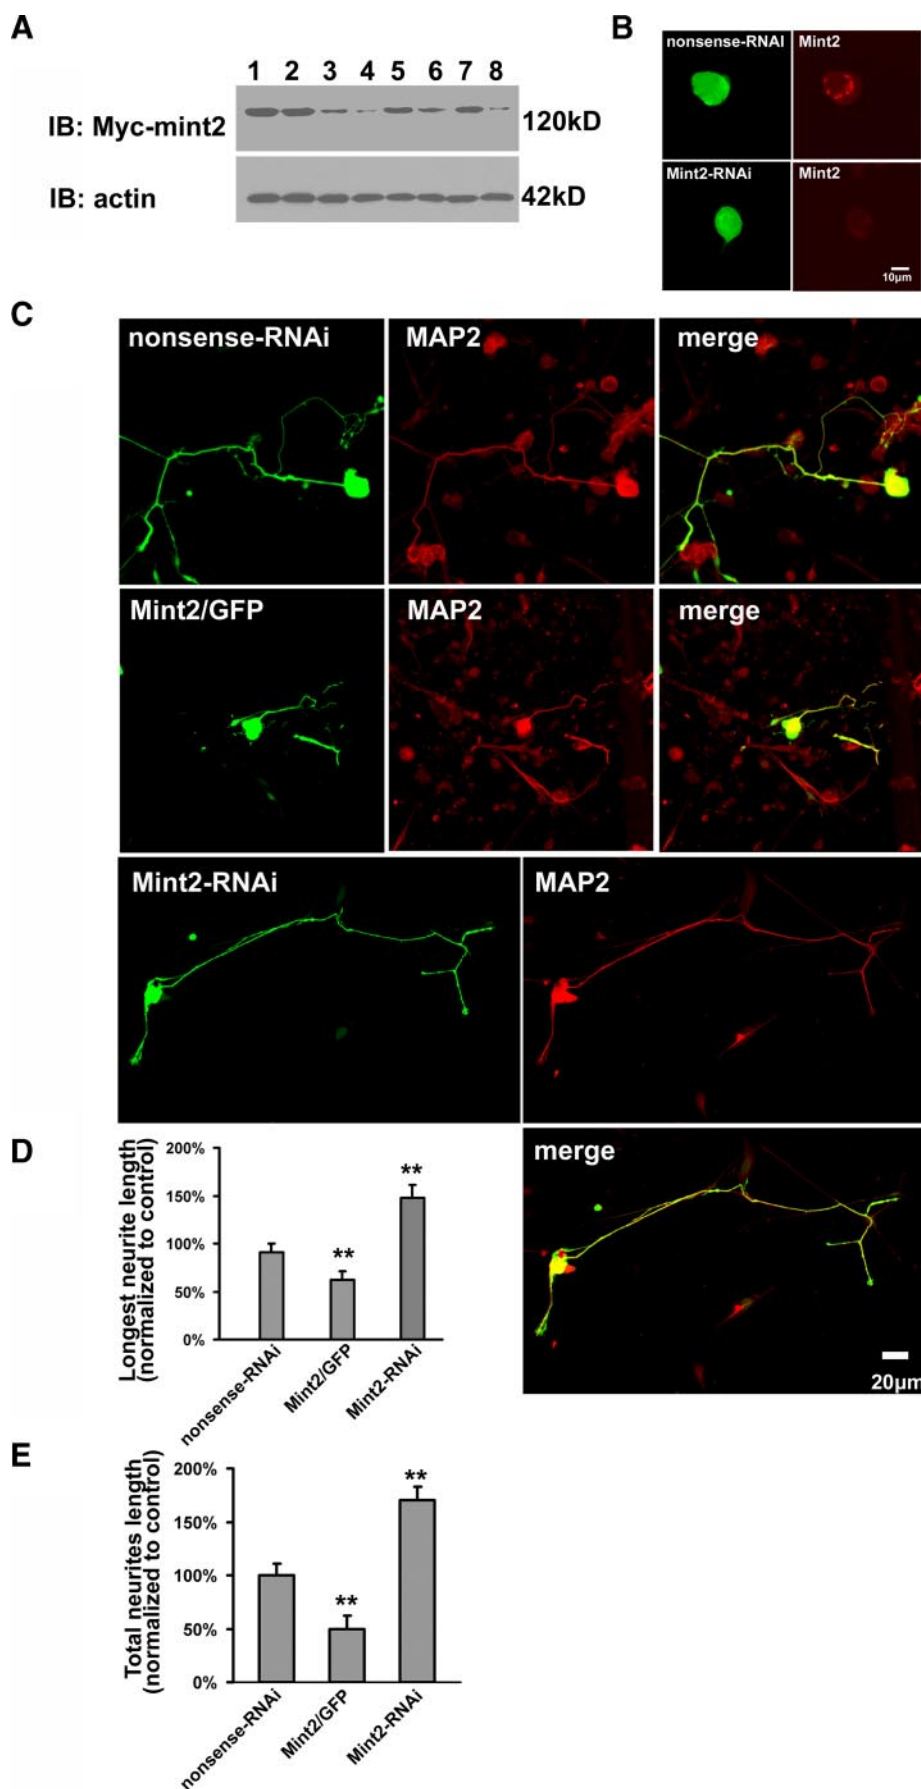 A
B
1 2 3 4 5 6 7 8
IB: Myc-mint2
120kD
IB: actin
42kD
nonsense-RNAI
Mint2
Mint2-RNAi
Mint2
10μm
C
nonsense-RNAi
MAP2
merge
Mint2/GFP
MAP2
merge
Mint2-RNAi
MAP2
merge
20μm
D
Longest neurite length
(normalized to control)
200%
150%
100%
50%
0%
**
**
nonsense-RNAi
Mint2/GFP
Mint2-RNAi
E
Total neurites length
(normalized to control)
200%
150%
100%
50%
0%
**
**
nonsense-RNAi
Mint2/GFP
Mint2-RNAi